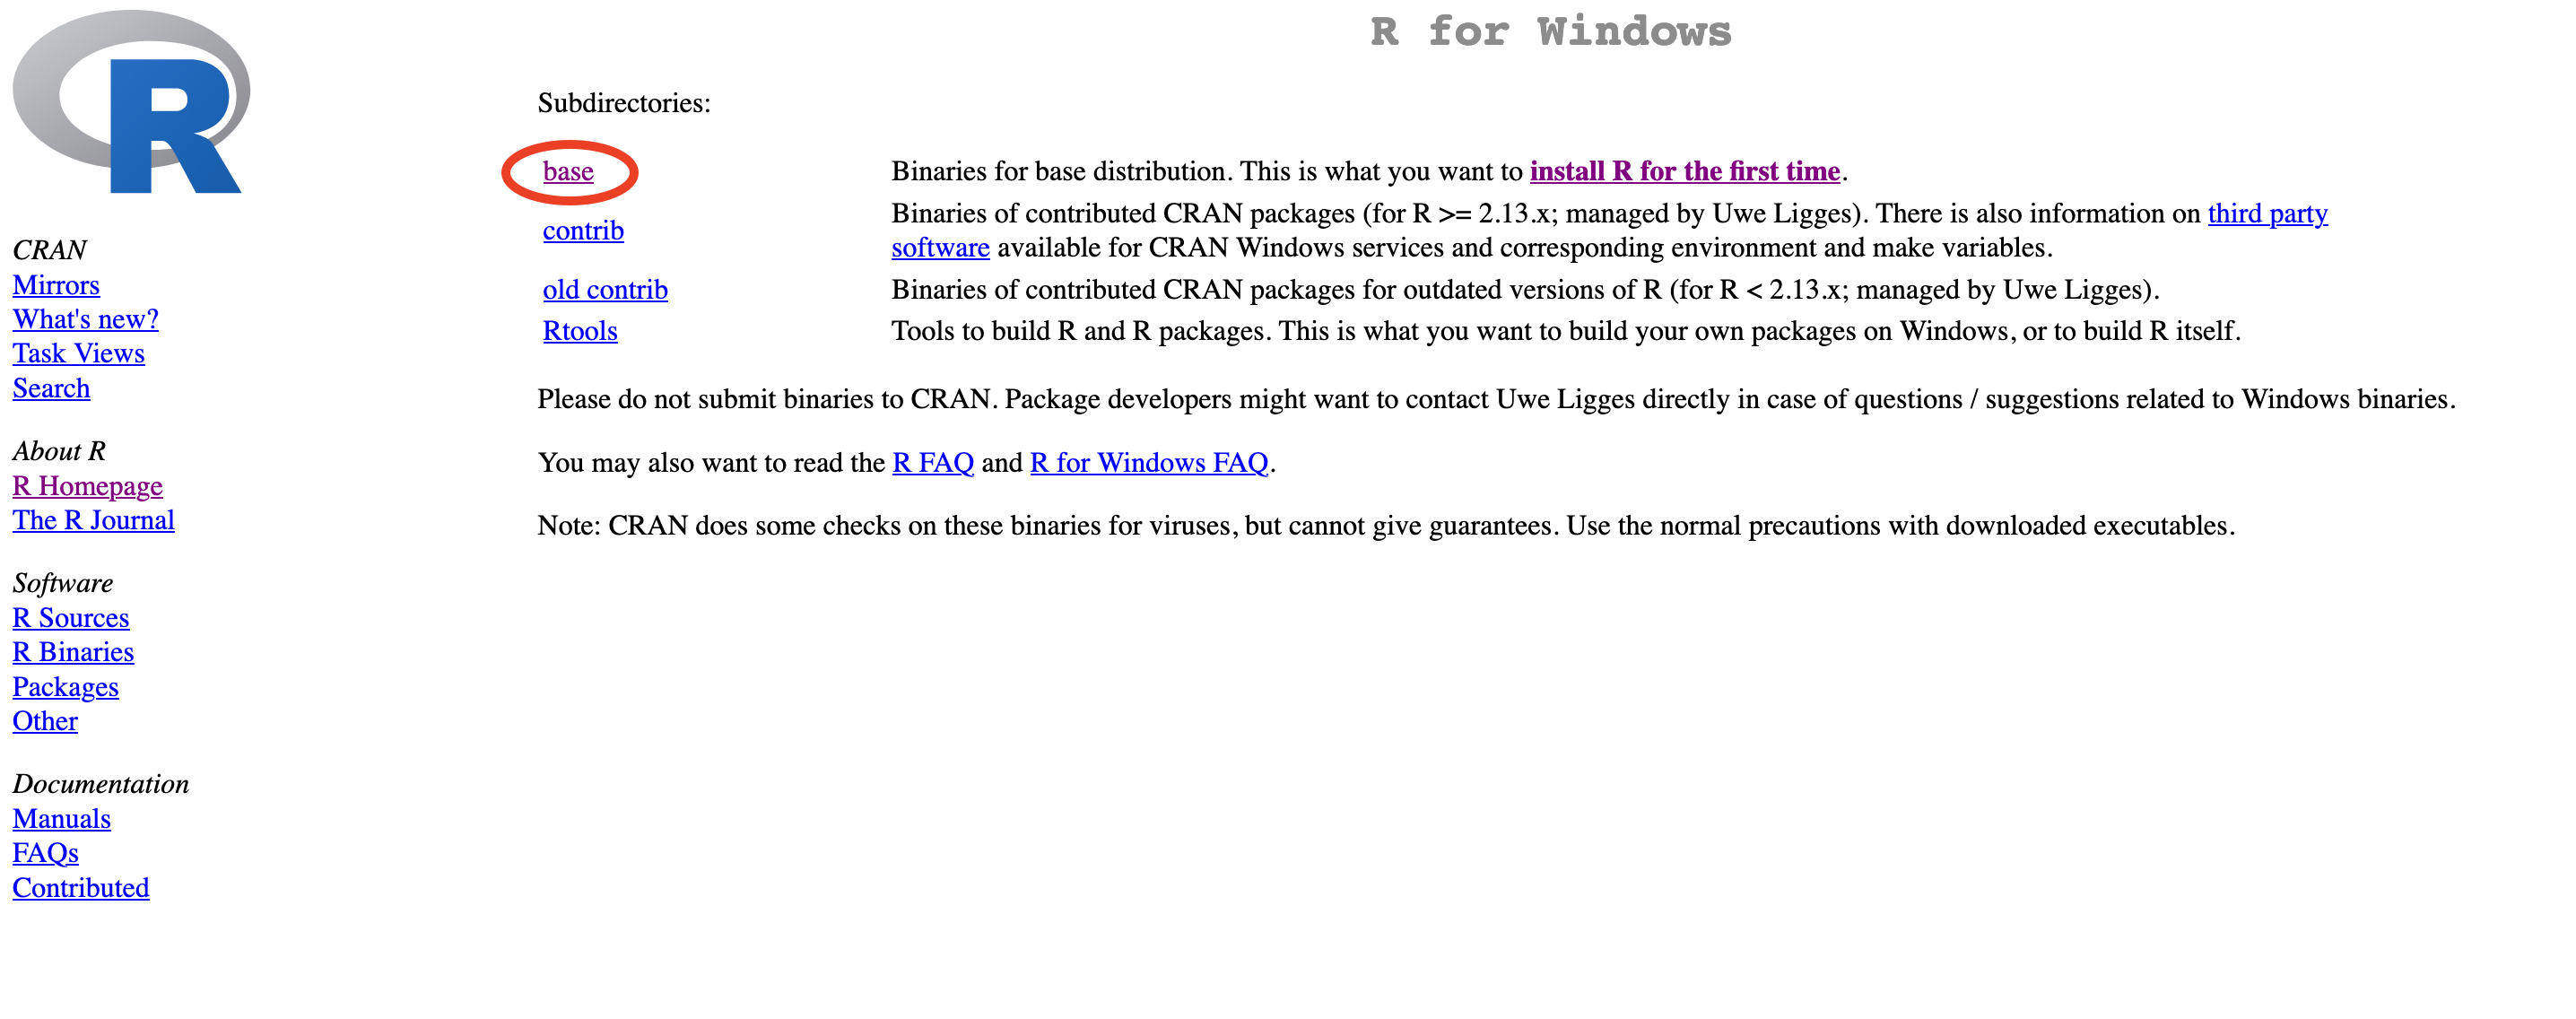 R
CRAN
Mirrors
What's new?
Task Views
Search
About R
R Homepage
The R Journal
Software
R Sources
R Binaries
Packages
Other
Documentation
Manuals
FAQs
Contributed
R for Windows
Subdirectories:
base Binaries for base distribution. This is what you want to install R for the first time.
contrib Binaries of contributed CRAN packages (for R >= 2.13.x; managed by Uwe Ligges). There is also information on third party
software available for CRAN Windows services and corresponding environment and make variables.
old contrib Binaries of contributed CRAN packages for outdated versions of R (for R < 2.13.x; managed by Uwe Ligges).
Rtools Tools to build R and R packages. This is what you want to build your own packages on Windows, or to build R itself.
Please do not submit binaries to CRAN. Package developers might want to contact Uwe Ligges directly in case of questions / suggestions related to Windows binaries.
You may also want to read the R FAQ and R for Windows FAQ.
Note: CRAN does some checks on these binaries for viruses, but cannot give guarantees. Use the normal precautions with downloaded executables.